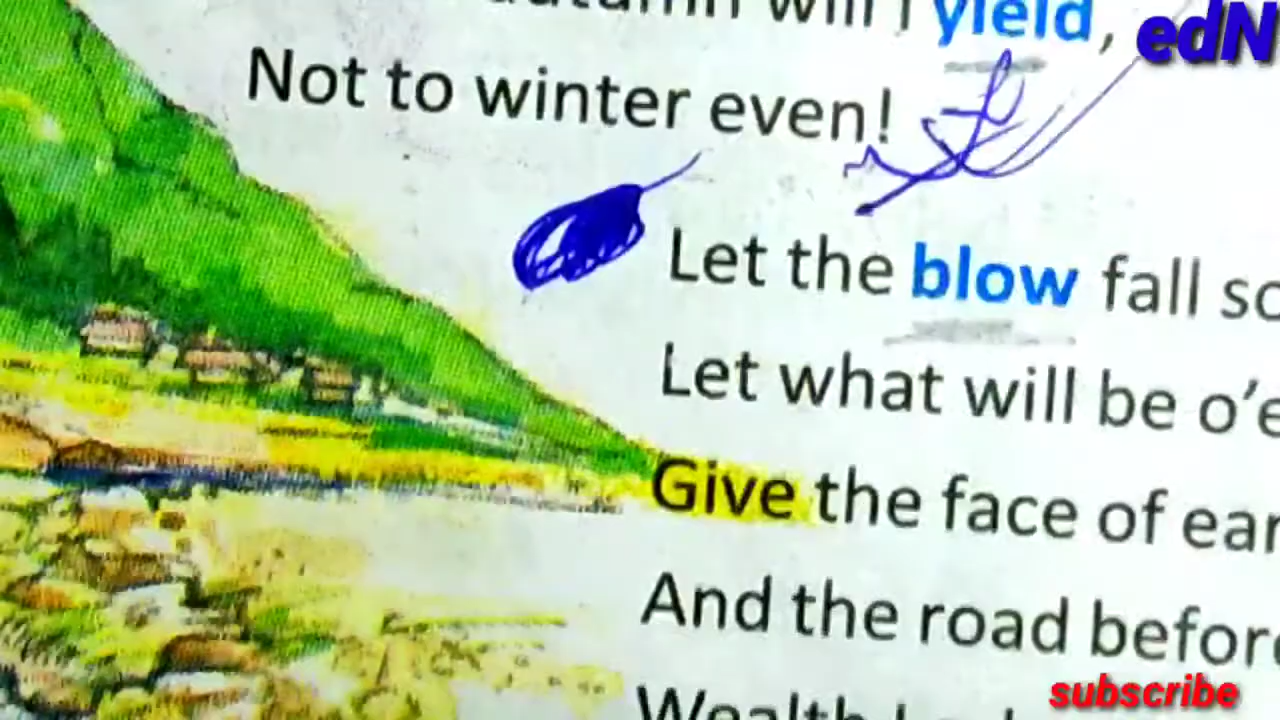 will I yield,
edN
Not to winter even!
Let the blow fall
Let what will be
Give the face of
And the road
subscribe